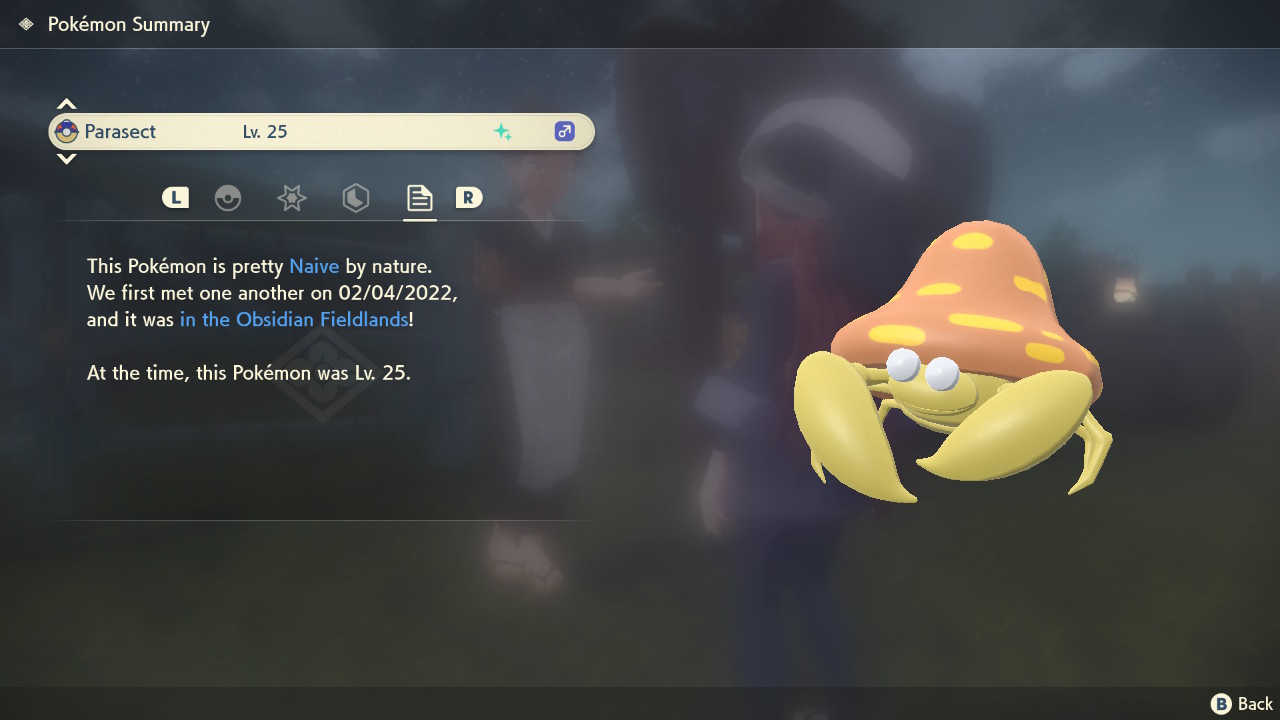 Pokémon Summary
Parasect Lv. 25
L R
This Pokémon is pretty Naive by nature.
We first met one another on 02/04/2022,
and it was in the Obsidian Fieldlands!
At the time, this Pokémon was Lv. 25.
B Back